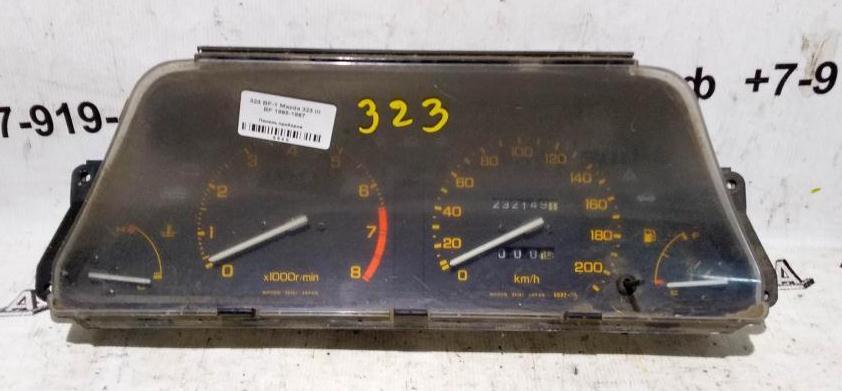 7-919-
ф +7-9
323 BF-1 Mazda 323 III
BF 1985-1987
Панель приборов
323
0 1 2 3 5 6 7 8
x1000r/min
NIPPON SEIKI JAPAN
H
0 20 40 60 80 100 120 140 160 180 200
232149
km/h
NIPPON SEIKI JAPAN
F